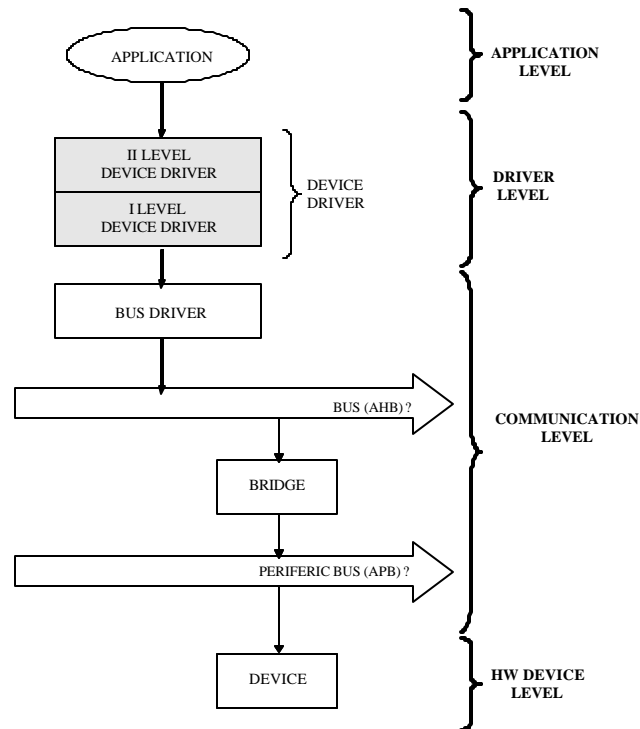 APPLICATION
APPLICATION
LEVEL
II LEVEL
DEVICE DRIVER
I LEVEL
DEVICE DRIVER
DEVICE
DRIVER
DRIVER
LEVEL
BUS DRIVER
BUS (AHB) ?
COMMUNICATION
LEVEL
BRIDGE
PERIFERIC BUS (APB) ?
DEVICE
HW DEVICE
LEVEL